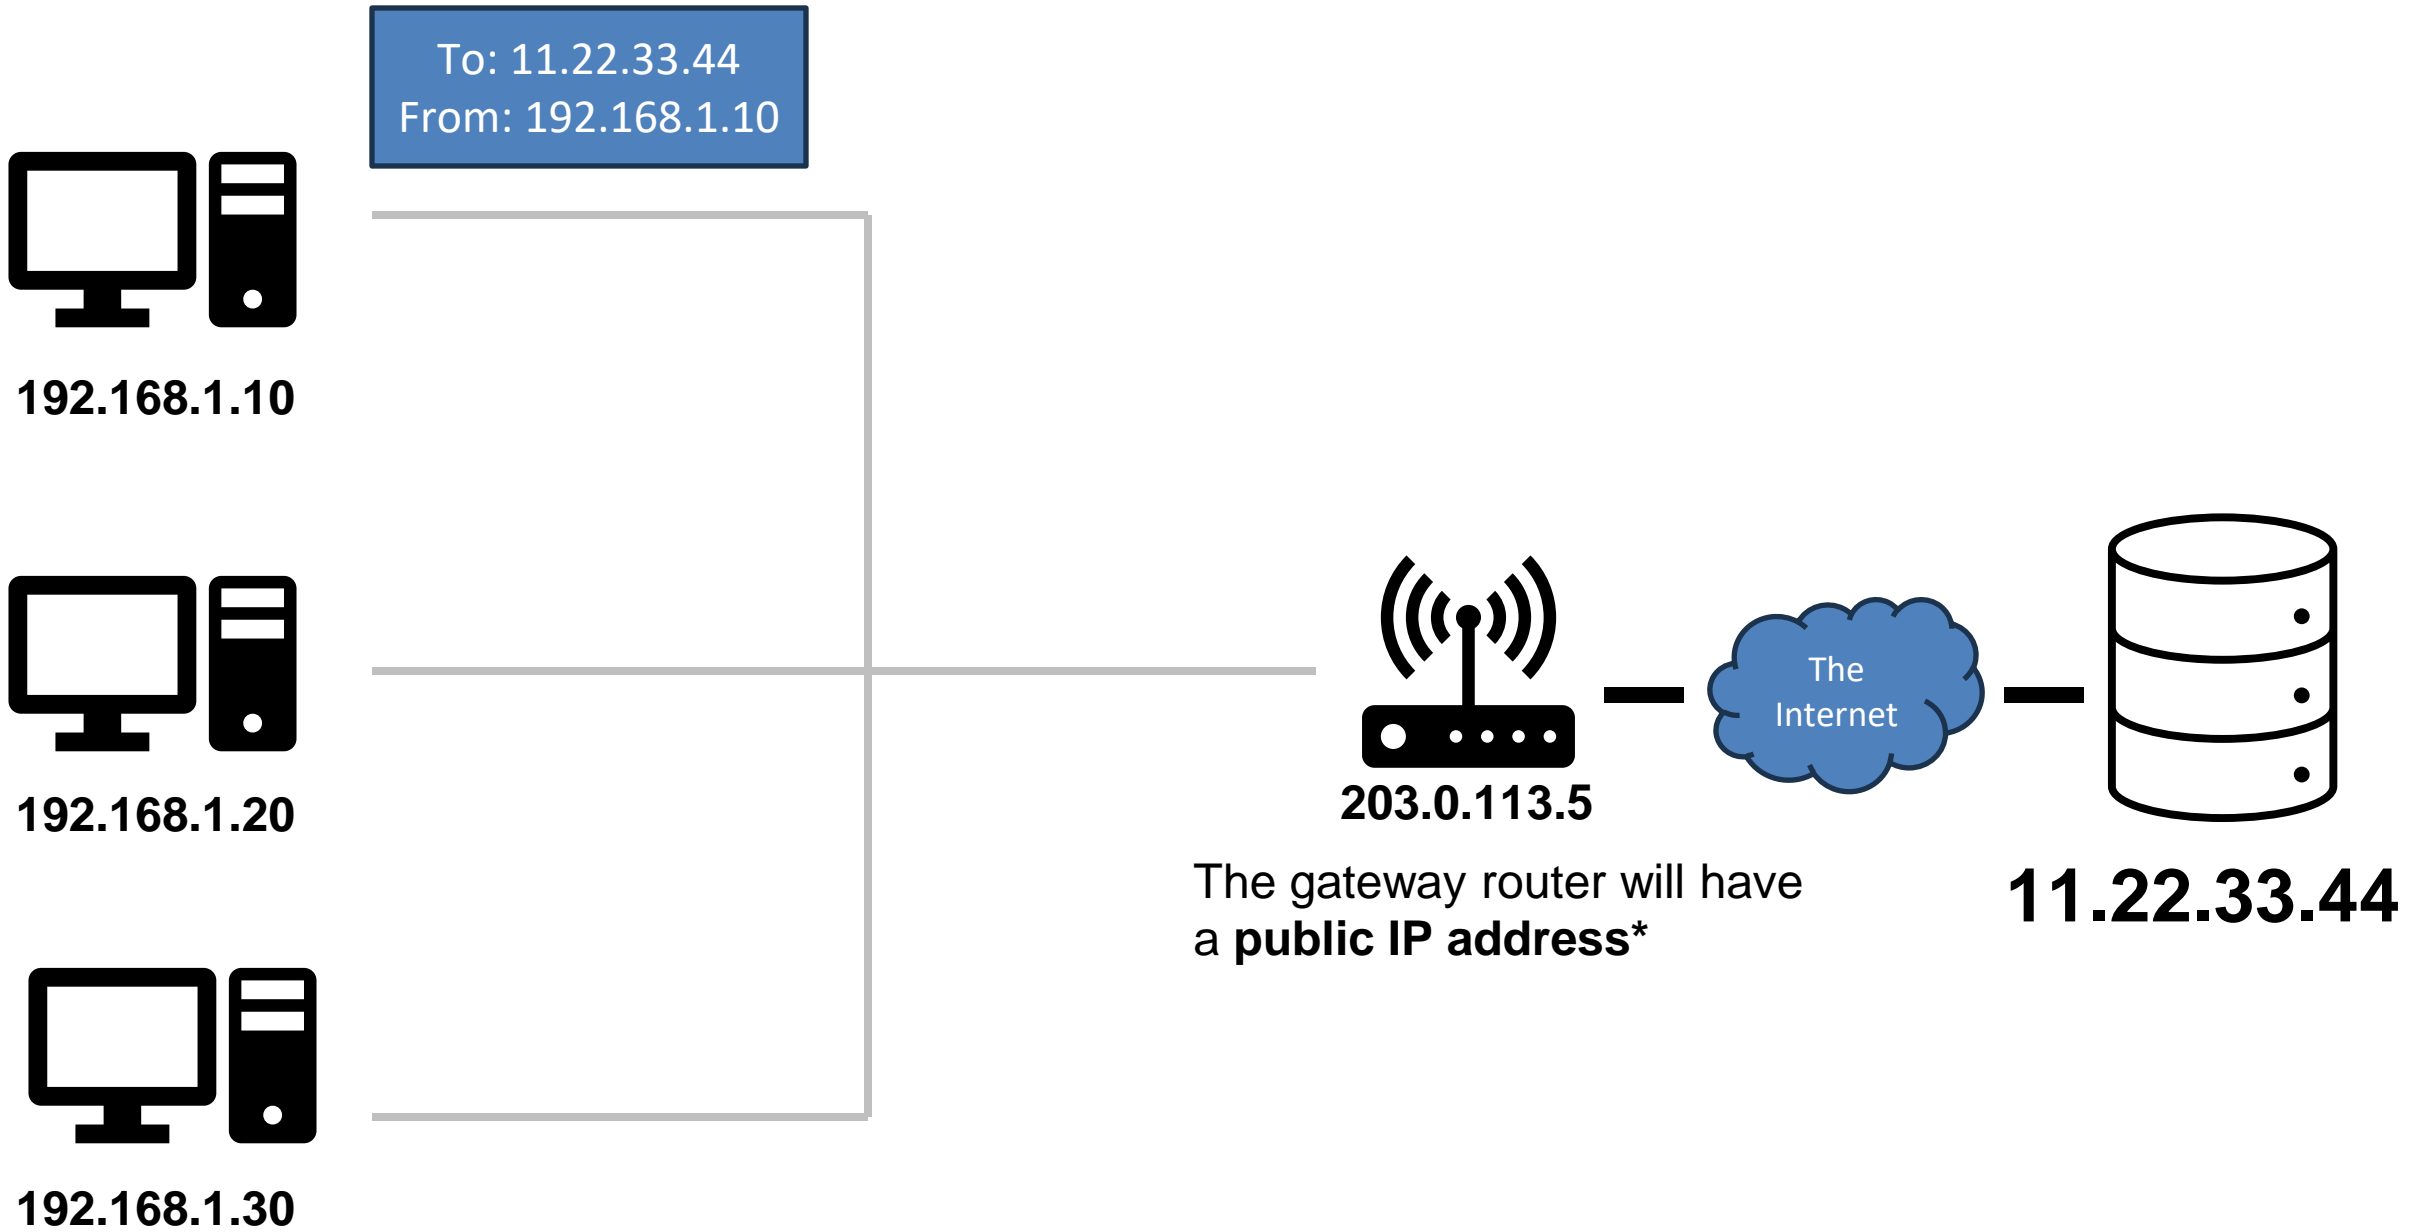 To: 11.22.33.44
From: 192.168.1.10
192.168.1.10
192.168.1.20
192.168.1.30
203.0.113.5
The gateway router will have
a public IP address*
The
Internet
11.22.33.44